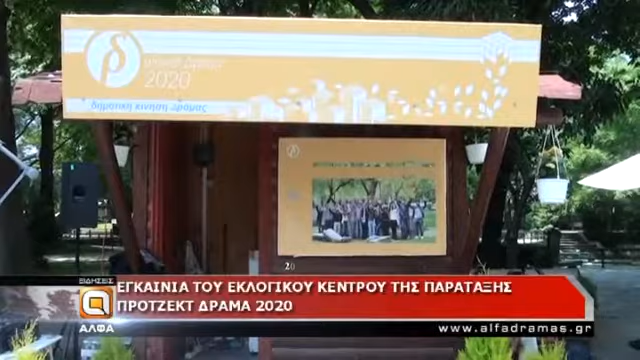 δ
πρότζεκτ Δράμα
2020
δημοτική κίνηση Δράμας
δ
20
ΕΙΔΗΣΕΙΣ
ΑΛΦΑ
ΕΓΚΑΙΝΙΑ ΤΟΥ ΕΚΛΟΓΙΚΟΥ ΚΕΝΤΡΟΥ ΤΗΣ ΠΑΡΑΤΑΞΗΣ
ΠΡΟΤΖΕΚΤ ΔΡΑΜΑ 2020
www.alfadramas.gr